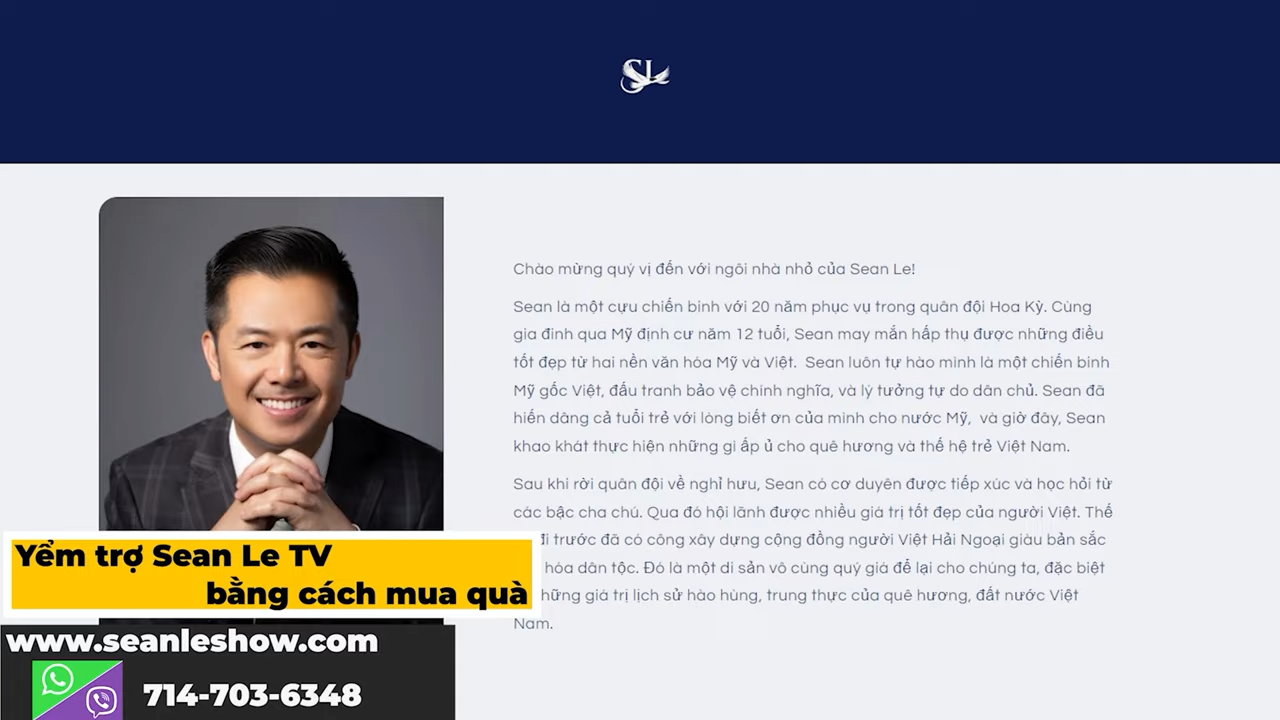 SL
Chào mừng quý vị đến với ngôi nhà nhỏ của Sean Le!
Sean là một cựu chiến binh với 20 năm phục vụ trong quân đội Hoa Kỳ. Cùng
gia đình qua Mỹ định cư năm 12 tuổi, Sean may mắn hấp thụ được những điều
tốt đẹp từ hai nền văn hóa Mỹ và Việt. Sean luôn tự hào mình là một chiến binh
Mỹ gốc Việt, đấu tranh bảo vệ chính nghĩa, và lý tưởng tự do dân chủ. Sean đã
hiến dâng cả tuổi trẻ với lòng biết ơn của mình cho nước Mỹ, và giờ đây, Sean
khao khát thực hiện những gì ấp ủ cho quê hương và thế hệ trẻ Việt Nam.
Sau khi rời quân đội về nghỉ hưu, Sean có cơ duyên được tiếp xúc và học hỏi từ
các bậc cha chú. Qua đó hội lãnh được nhiều giá trị tốt đẹp của người Việt. Thế
đi trước đã có công xây dựng cộng đồng người Việt Hải Ngoại giàu bản sắc
hóa dân tộc. Đó là một di sản vô cùng quý giá để lại cho chúng ta, đặc biệt
những giá trị lịch sử hào hùng, trung thực của quê hương, đất nước Việt
Nam.
Yểm trợ Sean Le TV
bằng cách mua quà
www.seanleshow.com
714-703-6348